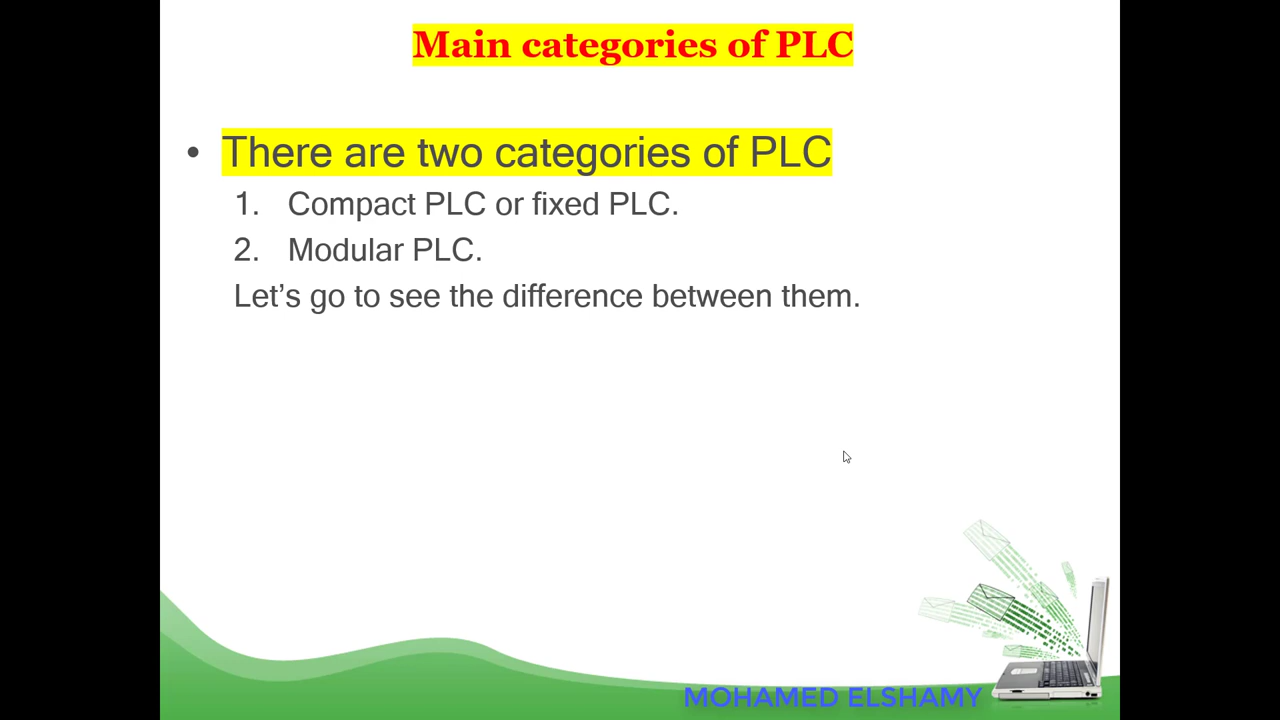 Main categories of PLC
• There are two categories of PLC
1. Compact PLC or fixed PLC.
2. Modular PLC.
Let's go to see the difference between them.
MOHAMED ELSHAMY